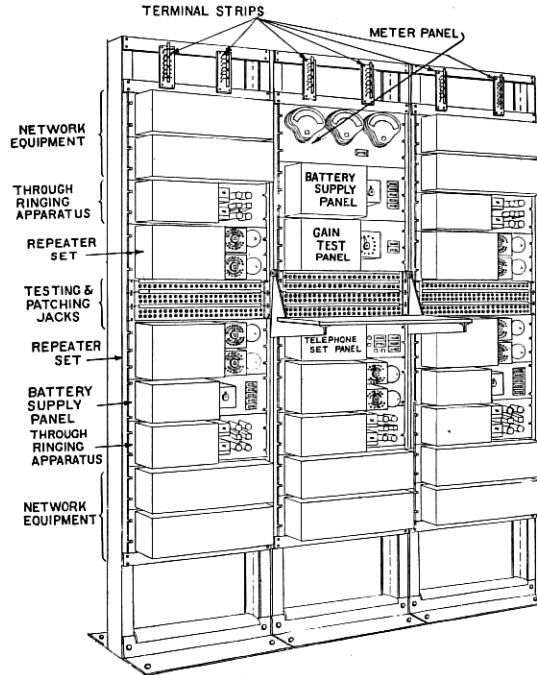 TERMINAL STRIPS
METER PANEL
NETWORK
EQUIPMENT
THROUGH
RINGING
APPARATUS
REPEATER
SET
TESTING &
PATCHING
JACKS
REPEATER
SET
BATTERY
SUPPLY
PANEL
THROUGH
RINGING
APPARATUS
NETWORK
EQUIPMENT
BATTERY
SUPPLY
PANEL
GAIN
TEST
PANEL
TELEPHONE
SET PANEL